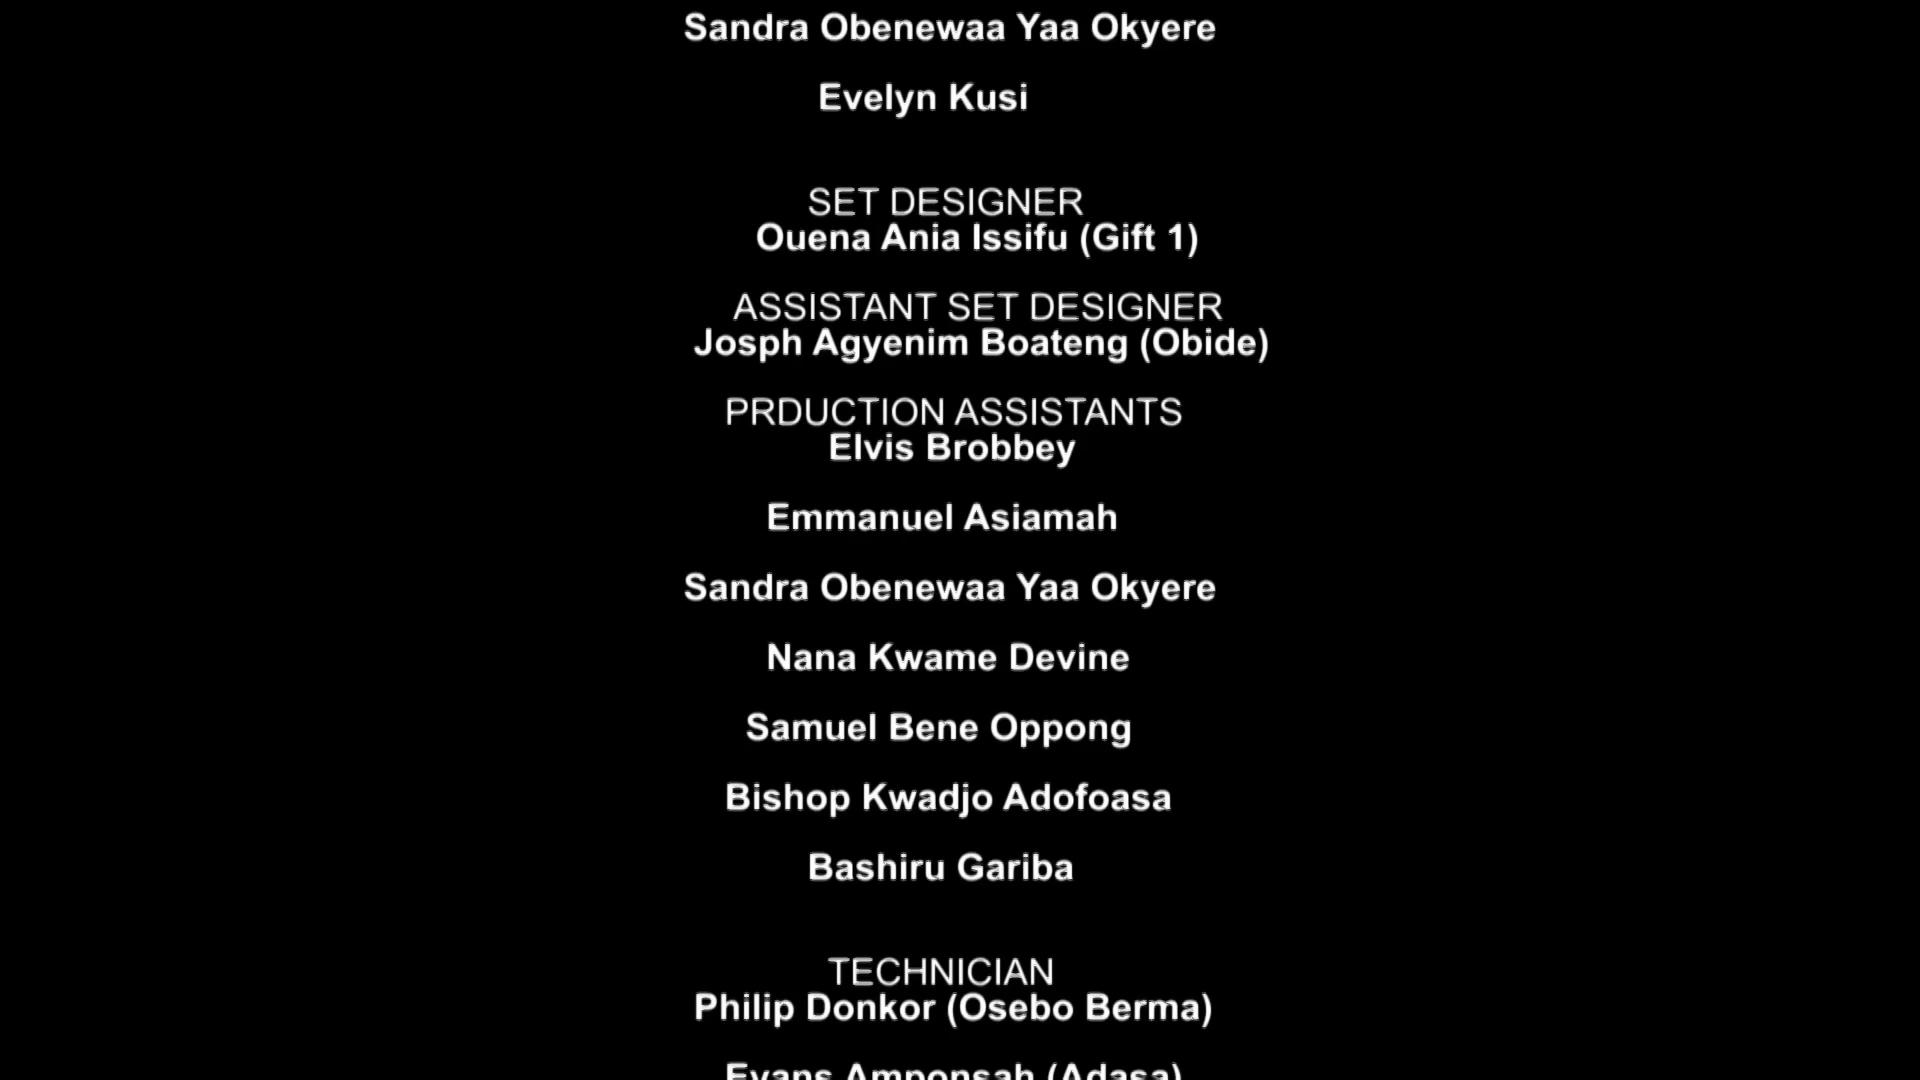 Sandra Obenewaa Yaa Okyere
Evelyn Kusi
SET DESIGNER
Ouena Ania Issifu (Gift 1)
ASSISTANT SET DESIGNER
Josph Agyenim Boateng (Obide)
PRDUCTION ASSISTANTS
Elvis Brobbey
Emmanuel Asiamah
Sandra Obenewaa Yaa Okyere
Nana Kwame Devine
Samuel Bene Oppong
Bishop Kwadjo Adofoasa
Bashiru Gariba
TECHNICIAN
Philip Donkor (Osebo Berma)
Evans Amponsah (Adasa)